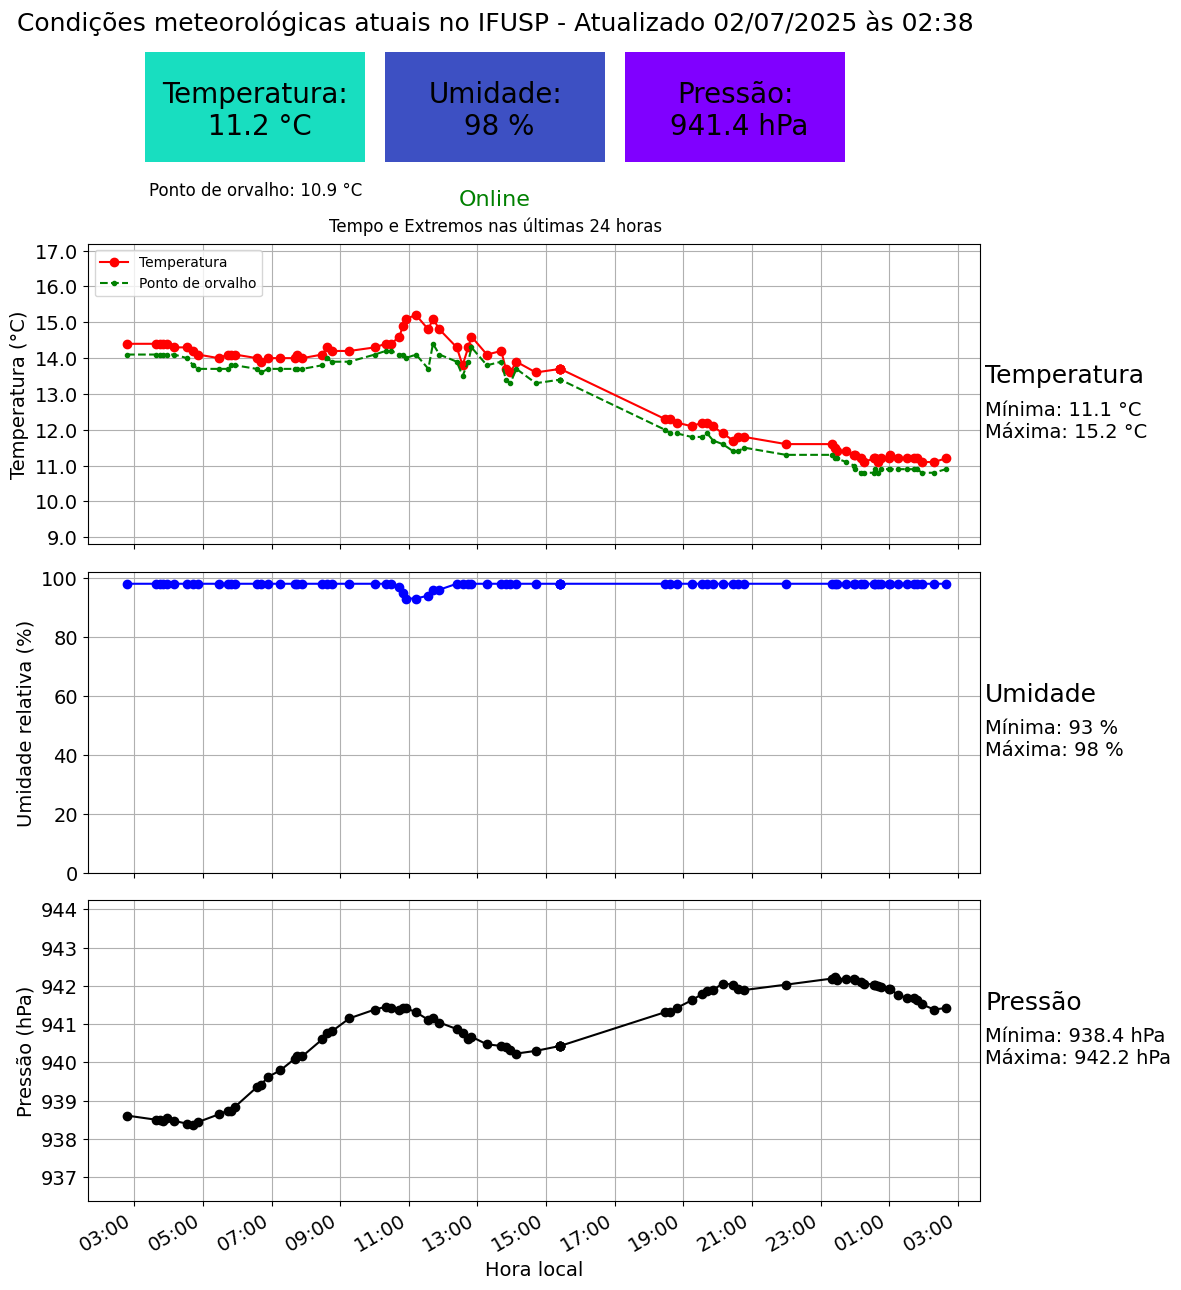 Condições meteorológicas atuais no IFUSP - Atualizado 02/07/2025 às 02:38
Temperatura:
11.2 °C
Umidade:
98 %
Pressão:
941.4 hPa
Ponto de orvalho: 10.9 °C
Online
Tempo e Extremos nas últimas 24 horas
Temperatura
Ponto de orvalho
17.0
16.0
15.0
14.0
13.0
12.0
11.0
10.0
9.0
Temperatura (°C)
Temperatura
Mínima: 11.1 °C
Máxima: 15.2 °C
100
80
60
40
20
0
Umidade relativa (%)
Umidade
Mínima: 93 %
Máxima: 98 %
944
943
942
941
940
939
938
937
Pressão (hPa)
Pressão
Mínima: 938.4 hPa
Máxima: 942.2 hPa
03:00 05:00 07:00 09:00 11:00 13:00 15:00 17:00 19:00 21:00 23:00 01:00 03:00
Hora local